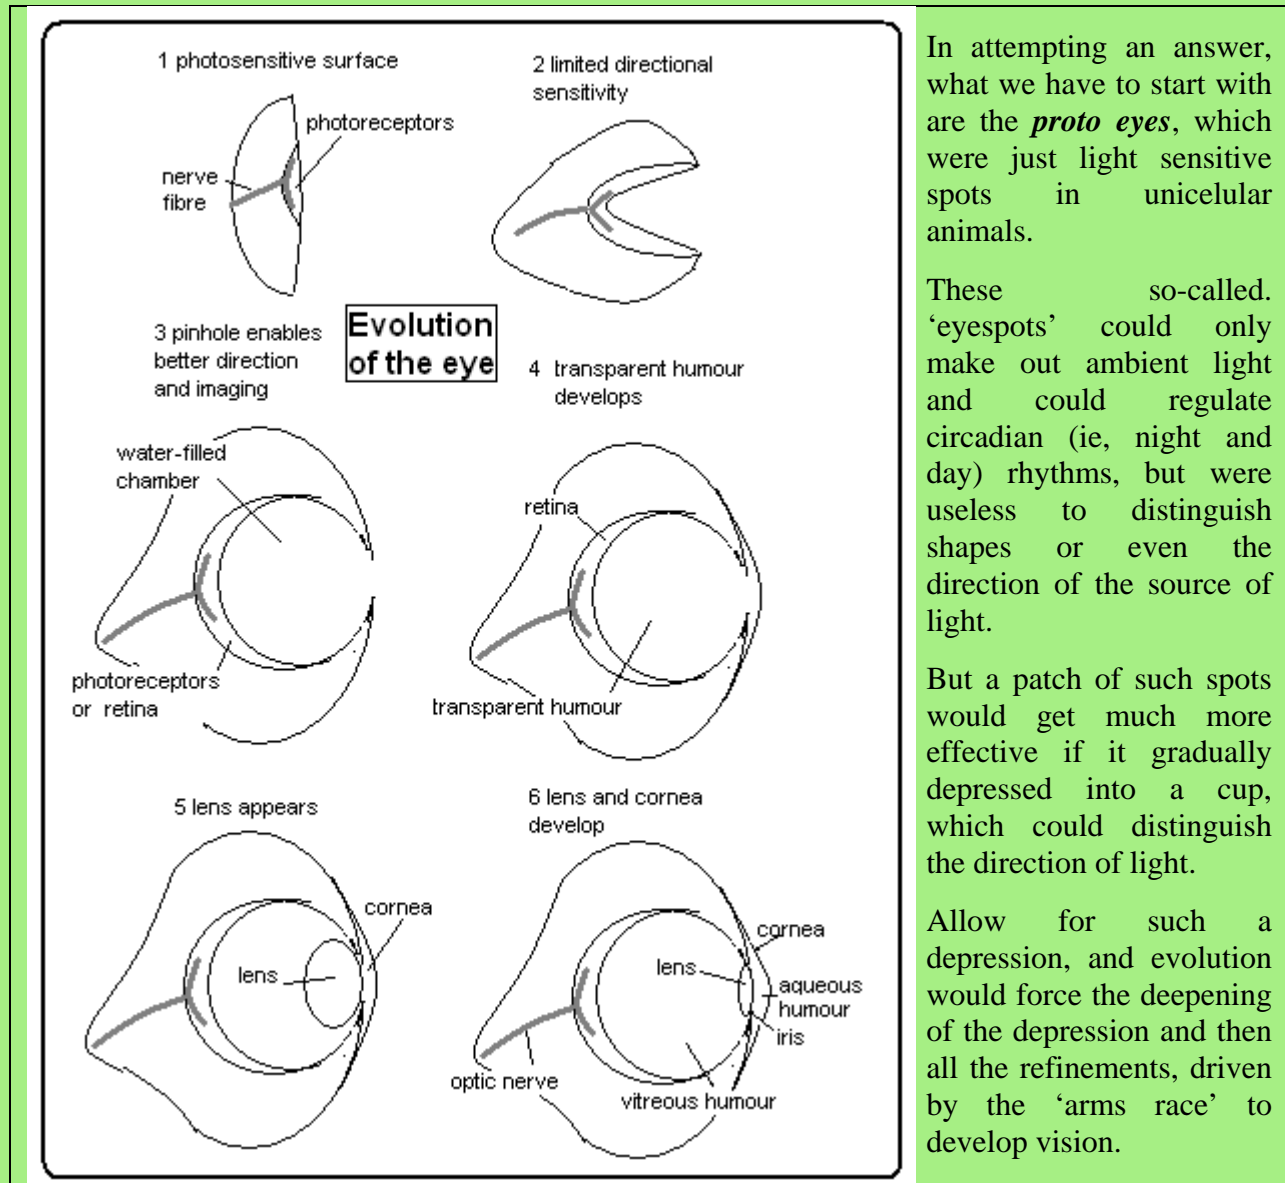 1 photosensitive surface
photoreceptors
nerve
fibre
2 limited directional
sensitivity
Evolution
of the eye
3 pinhole enables
better direction
and imaging
water-filled
chamber
photoreceptors
or retina
4 transparent humour
develops
retina
transparent humour
5 lens appears
cornea
lens
optic nerve
6 lens and cornea
develop
cornea
lens
aqueous
humour
iris
vitreous humour
In attempting an answer,
what we have to start with
are the proto eyes, which
were just light sensitive
spots in unicelular
animals.
These so-called.
‘eyespots’ could only
make out ambient light
and could regulate
circadian (ie, night and
day) rhythms, but were
useless to distinguish
shapes or even the
direction of the source of
light.
But a patch of such spots
would get much more
effective if it gradually
depressed into a cup,
which could distinguish
the direction of light.
Allow for such a
depression, and evolution
would force the deepening
of the depression and then
all the refinements, driven
by the ‘arms race’ to
develop vision.